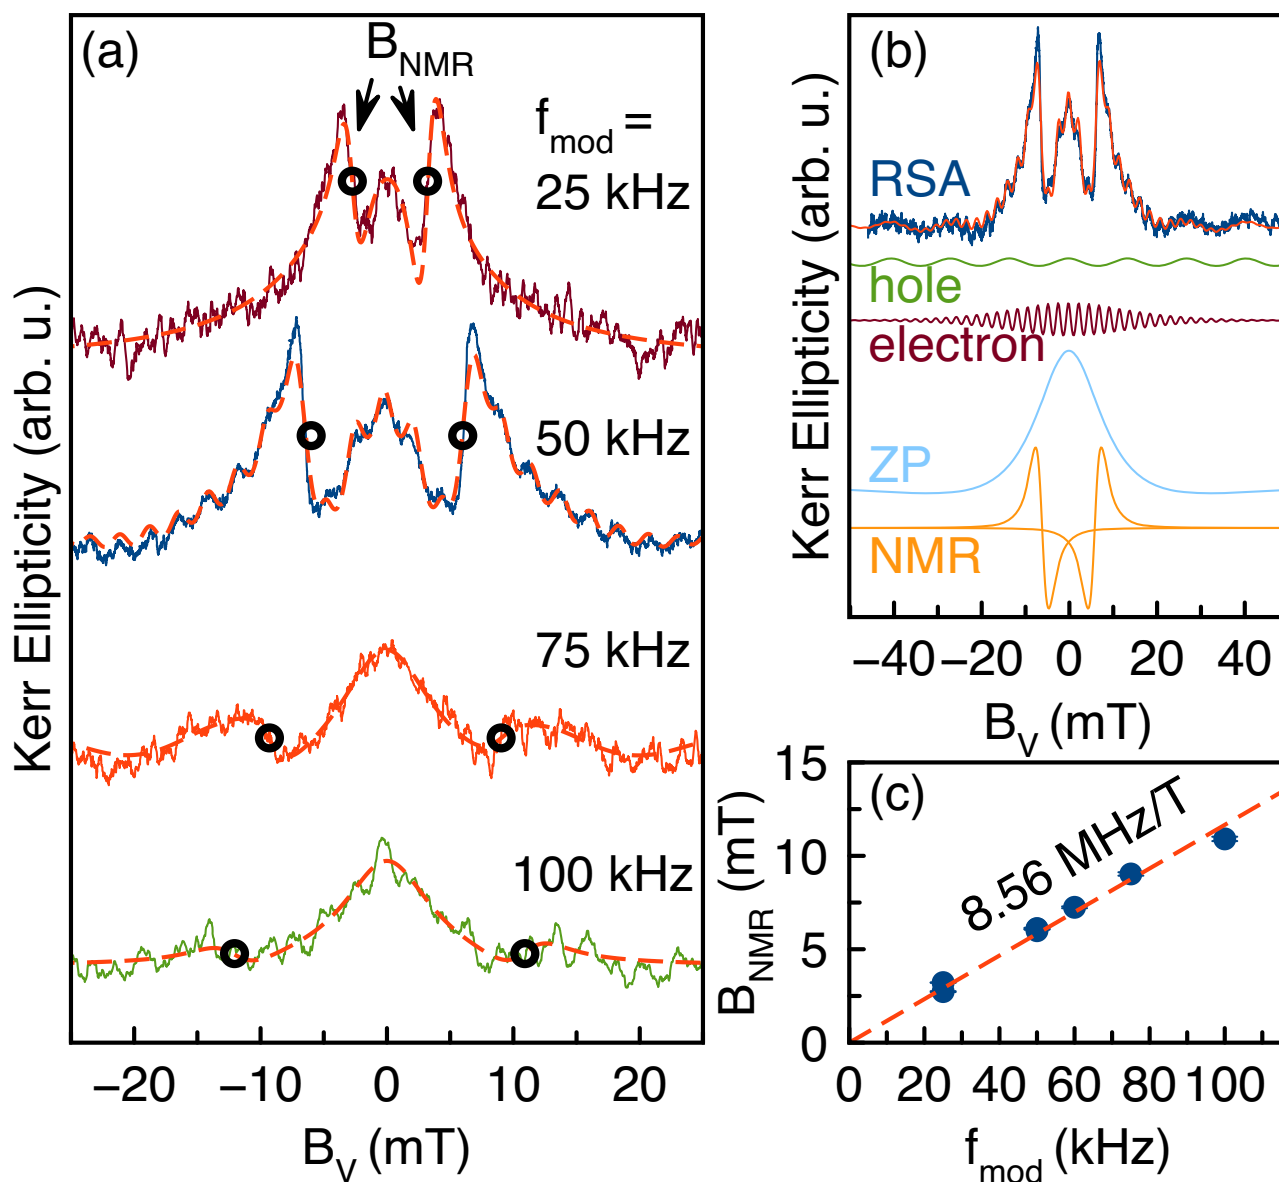 (a)
B_NMR
f_mod =
25 kHz
50 kHz
75 kHz
100 kHz
Kerr Ellipticity (arb. u.)
−20 −10 0 10 20
B_V (mT)
(b)
RSA
hole
electron
ZP
NMR
Kerr Ellipticity (arb. u.)
−40 −20 0 20 40
B_V (mT)
(c)
8.56 MHz/T
15
10
5
0
B_NMR (mT)
0 20 40 60 80 100
f_mod (kHz)